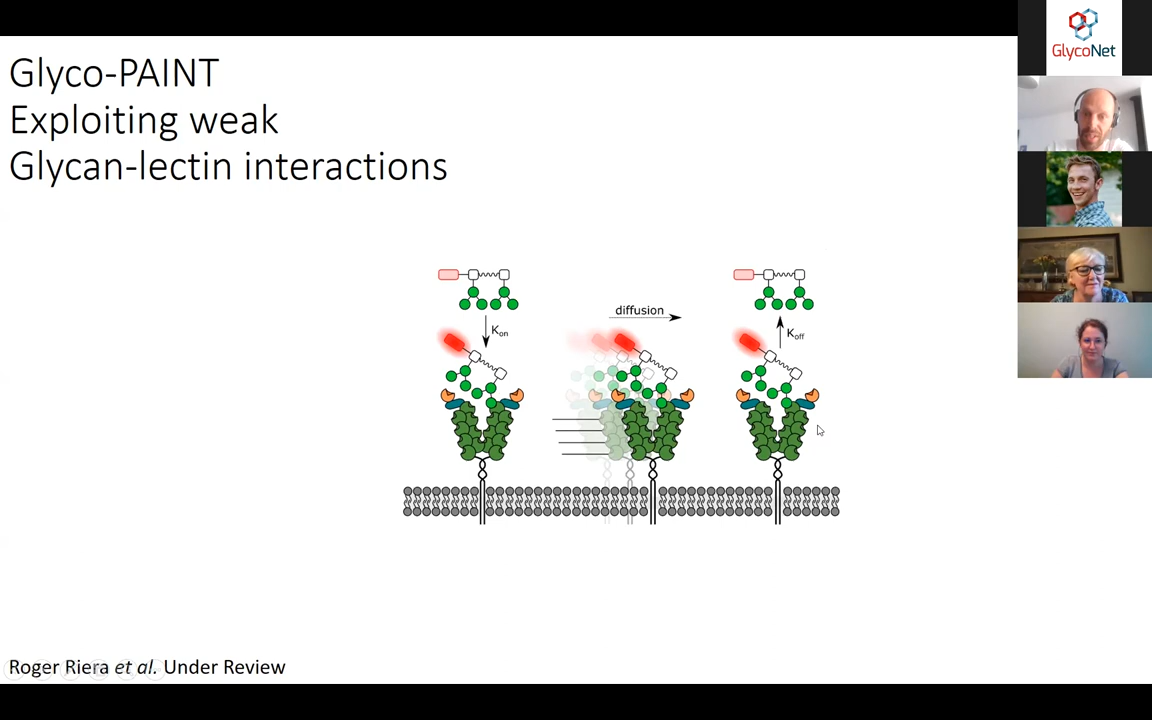 Glyco-PAINT
Exploiting weak
Glycan-lectin interactions
GlycoNet
diffusion
Kon
Koff
Roger Riera et al. Under Review